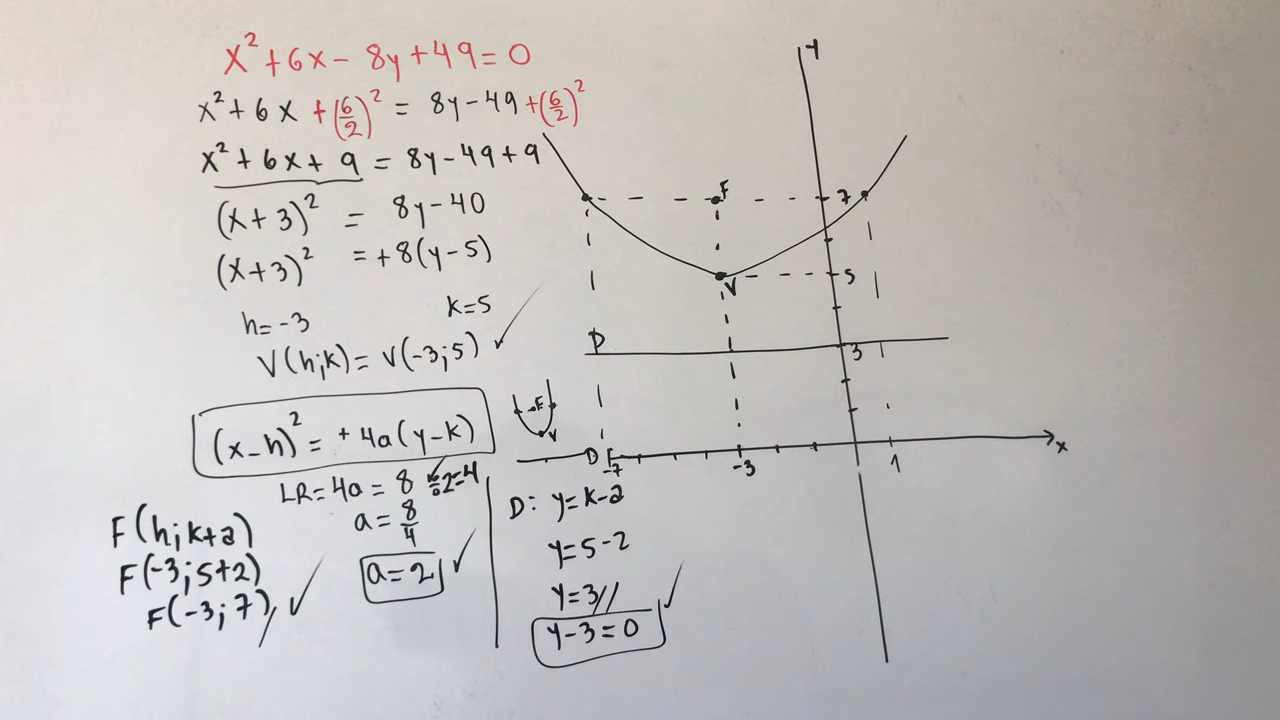 x² + 6x - 8y + 49 = 0
x² + 6x + (6/2)² = 8y - 49 + (6/2)²
x² + 6x + 9 = 8y - 49 + 9
(x + 3)² = 8y - 40
(x + 3)² = +8(y - 5)
h = -3 k = 5
V(h;k) = V(-3;5)
(x - h)² = +4a(y - k)
LR = 4a = 8 ÷2=4
a = 8/4
a = 2
F(h;k+a)
F(-3;5+2)
F(-3;7)
F
V
D
D: y = k - a
y = 5 - 2
y = 3//
y - 3 = 0
y
F
7
V
5
D
3
-7
-3
1
x